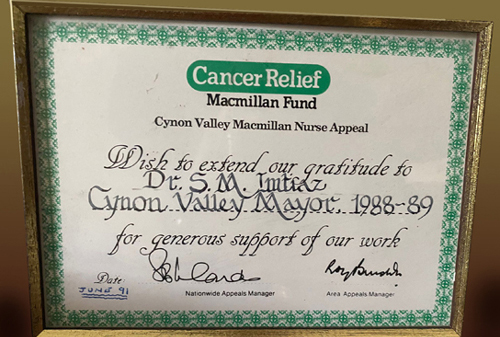 Cancer Relief
Macmillan Fund
Cynon Valley Macmillan Nurse Appeal
Wish to extend our gratitude to
Dr. S. M. Imtiaz
Cynon Valley Mayor. 1988-89
for generous support of our work
Date
JUNE 91
Nationwide Appeals Manager
Area Appeals Manager